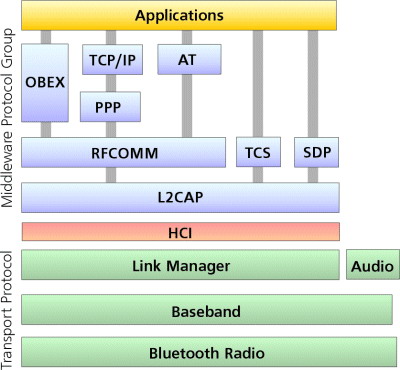 Applications
Middleware Protocol Group
OBEX
TCP/IP
AT
PPP
RFCOMM
TCS
SDP
L2CAP
HCI
Transport Protocol
Link Manager
Audio
Baseband
Bluetooth Radio